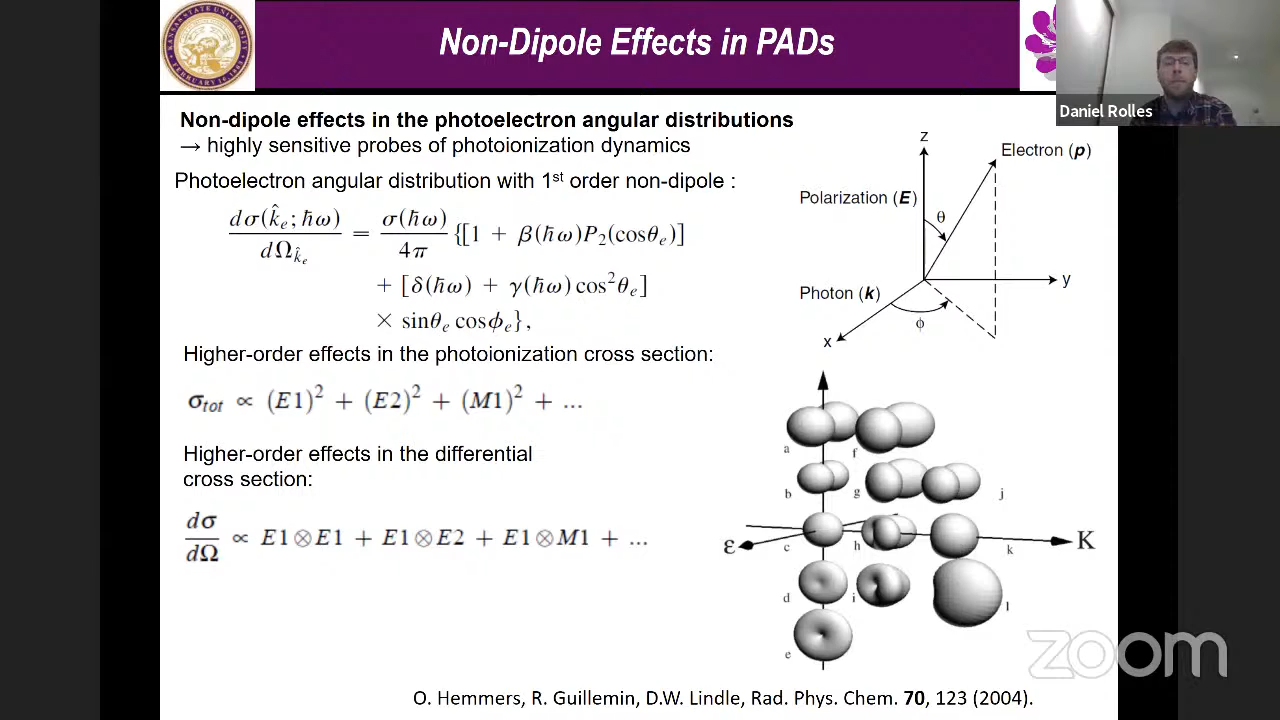 Non-Dipole Effects in PADs
Daniel Rolles
Non-dipole effects in the photoelectron angular distributions
→ highly sensitive probes of photoionization dynamics
Photoelectron angular distribution with 1st order non-dipole :
dσ(k̂ₑ; ħω)/dΩ_k̂ₑ = σ(ħω)/4π {[1 + β(ħω)P₂(cosθₑ)]
+ [δ(ħω) + γ(ħω)cos²θₑ]
× sinθₑ cosϕₑ},
Higher-order effects in the photoionization cross section:
σtot ∝ (E1)² + (E2)² + (M1)² + ...
Higher-order effects in the differential
cross section:
dσ/dΩ ∝ E1⊗E1 + E1⊗E2 + E1⊗M1 + ...
z
Electron (p)
Polarization (E)
θ
y
Photon (k)
ϕ
x
a
f
b
g
j
ε
c
h
k
K
d
i
l
e
zoom
O. Hemmers, R. Guillemin, D.W. Lindle, Rad. Phys. Chem. 70, 123 (2004).